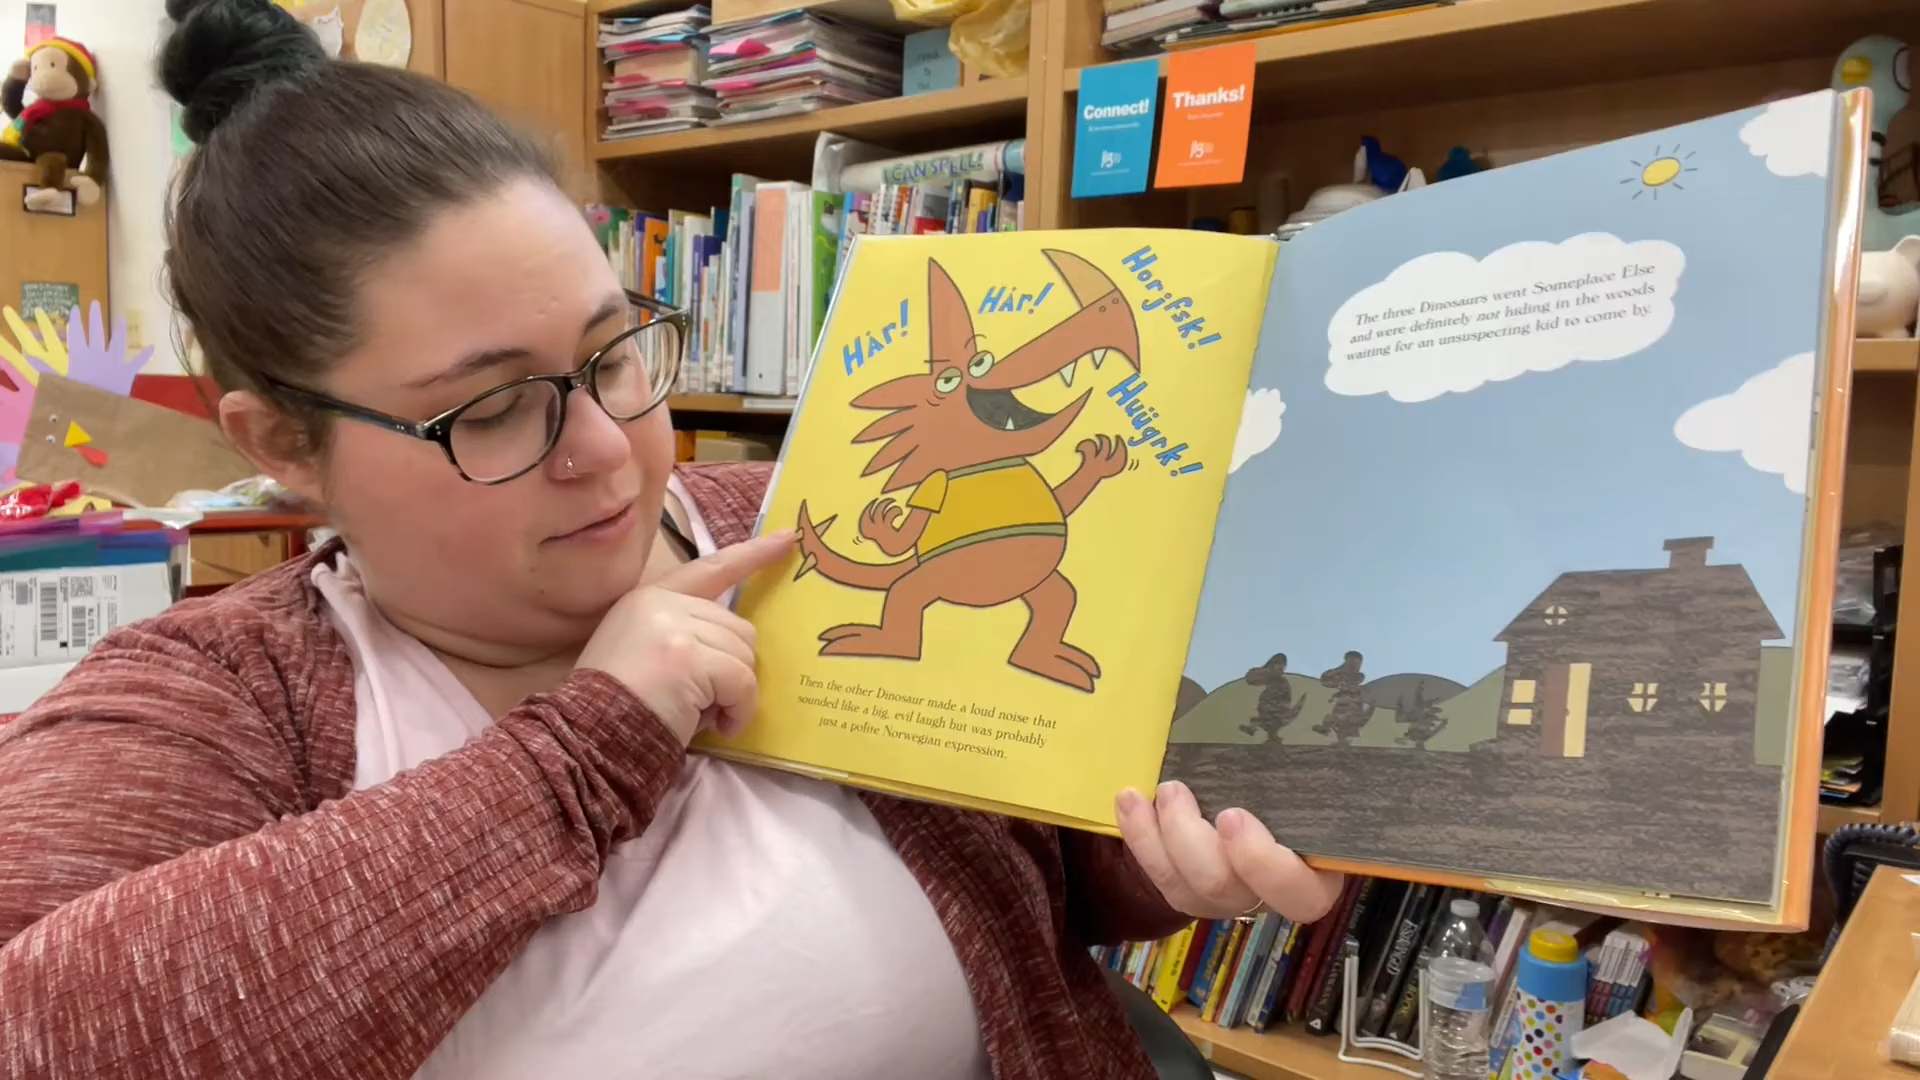 Connect!
Thanks!
I CAN SPELL!
HÅR!
HÅR!
Horjfsk!
Huügrk!
Then the other Dinosaur made a loud noise that
sounded like a big, evil laugh but was probably
just a polite Norwegian expression.
The three Dinosaurs went Someplace Else
and were definitely not hiding in the woods
waiting for an unsuspecting kid to come by.